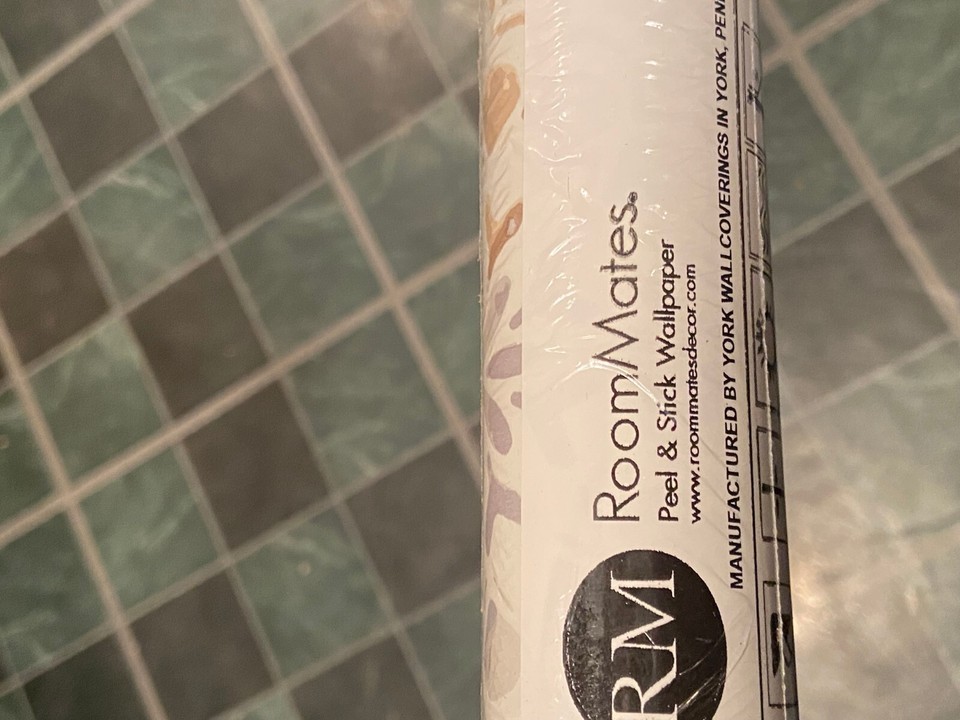 RM
RoomMates®
Peel & Stick Wallpaper
www.roommatesdecor.com
MANUFACTURED BY YORK WALLCOVERINGS IN YORK,